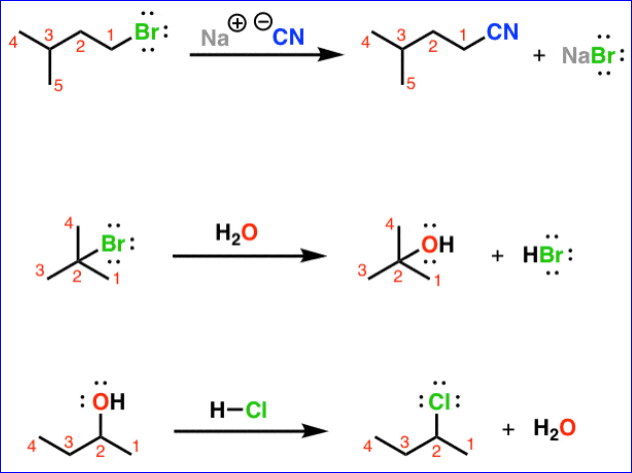 4 3 2 1 5 Br Na ⊕ ⊖ CN 4 3 2 1 5 CN + NaBr
4 3 2 1 Br H₂O 4 3 2 1 OH + HBr
4 3 2 1 OH H–Cl 4 3 2 1 Cl + H₂O